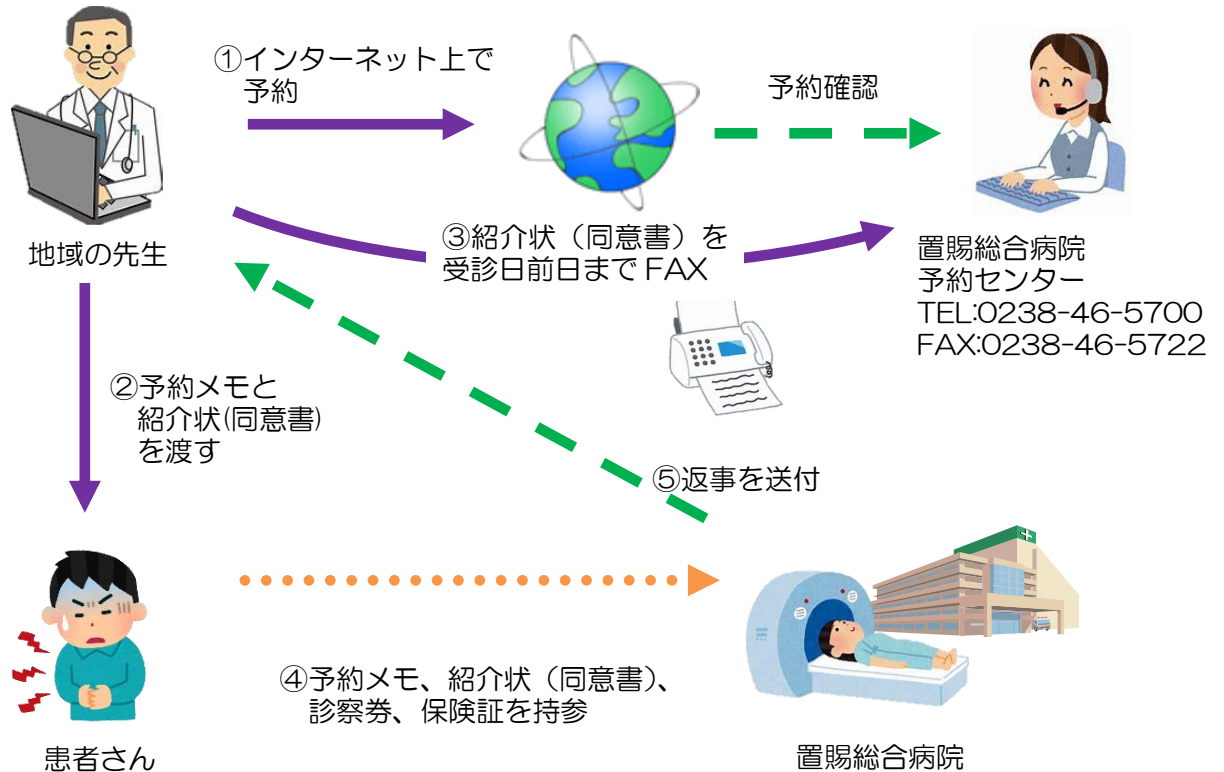 ①インターネット上で
予約
予約確認
地域の先生
③紹介状（同意書）を
受診日前日まで FAX
置賜総合病院
予約センター
TEL:0238-46-5700
FAX:0238-46-5722
②予約メモと
紹介状(同意書)
を渡す
⑤返事を送付
④予約メモ、紹介状（同意書）、
診察券、保険証を持参
患者さん
置賜総合病院